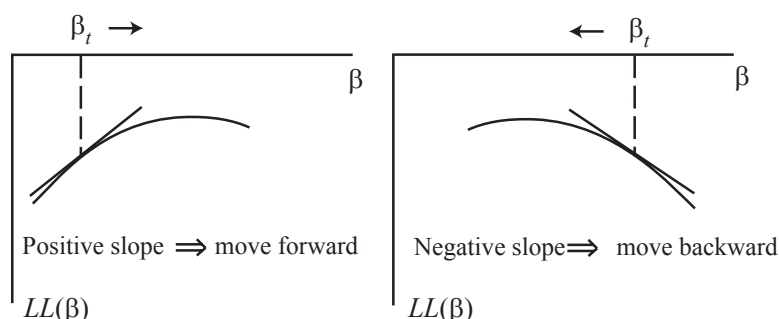 β_t →
β
Positive slope ⇒ move forward
LL(β)
← β_t
β
Negative slope ⇒ move backward
LL(β)